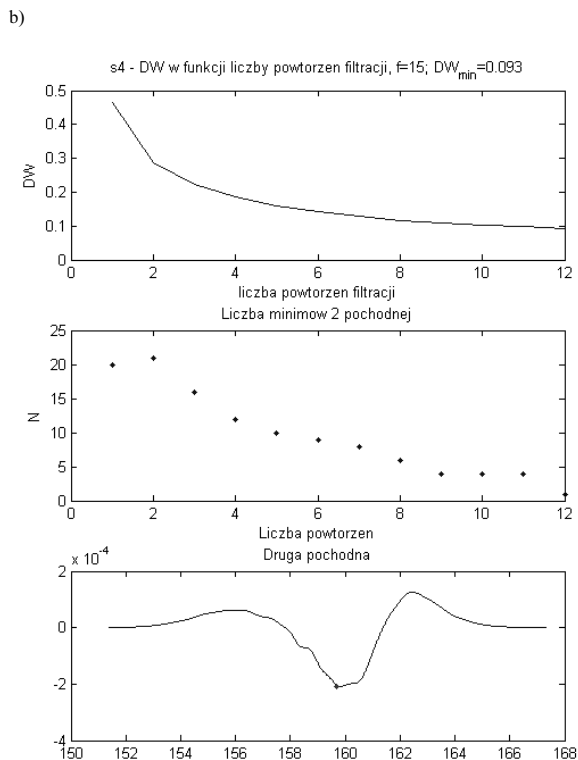 b)
s4 - DW w funkcji liczby powtorzen filtracji, f=15; DWmin=0.093
0.5
0.4
0.3
0.2
0.1
0
DW
0 2 4 6 8 10 12
liczba powtorzen filtracji
Liczba minimow 2 pochodnej
25
20
15
10
5
0
N
0 2 4 6 8 10 12
Liczba powtorzen
Druga pochodna
x 10^-4
2
0
-2
-4
150 152 154 156 158 160 162 164 166 168